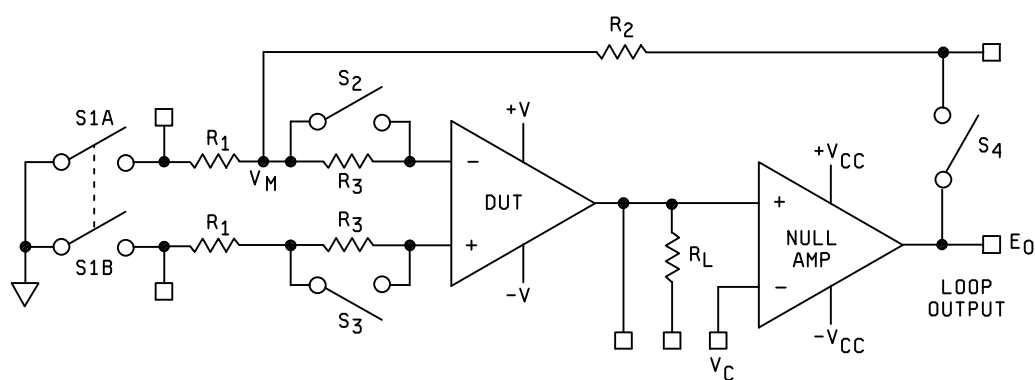 R2
S2
S1A
+V
R1
S4
VM
R3
−
+VCC
DUT
+
R1
R3
NULL
AMP
+
RL
EO
S1B
−
LOOP
OUTPUT
S3
−V
−VCC
VC